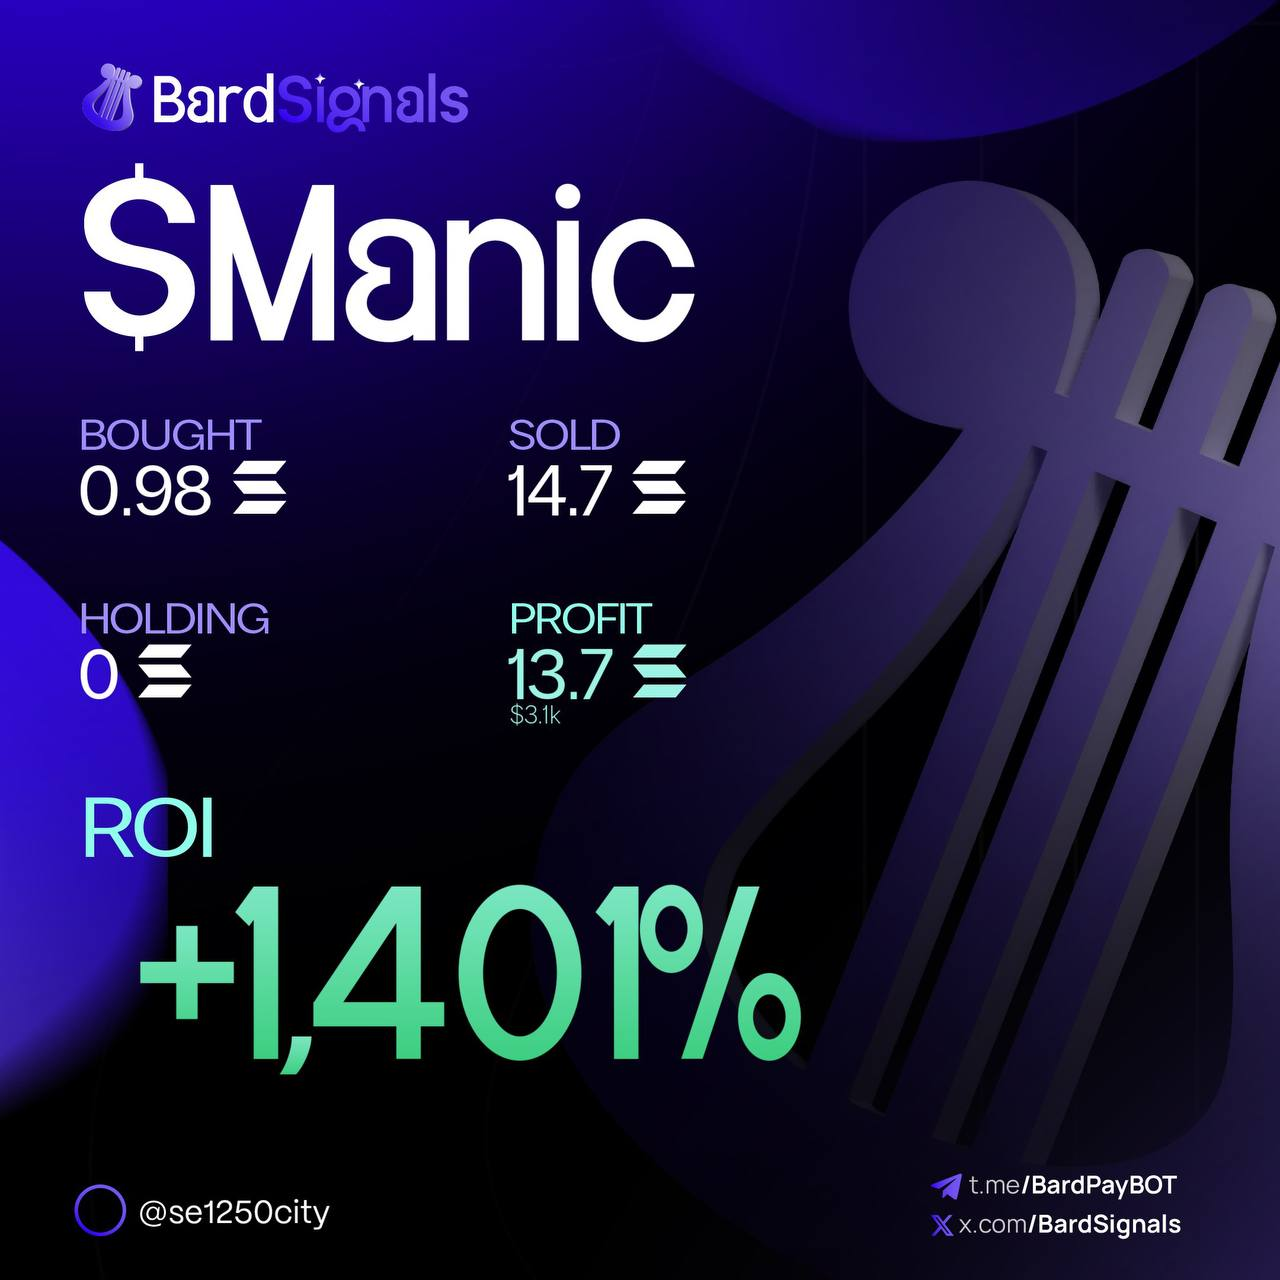 BardSignals
$Manic
BOUGHT
0.98
SOLD
14.7
HOLDING
0
PROFIT
13.7
$3.1k
ROI
+1,401%
@se1250city
t.me/BardPayBOT
x.com/BardSignals